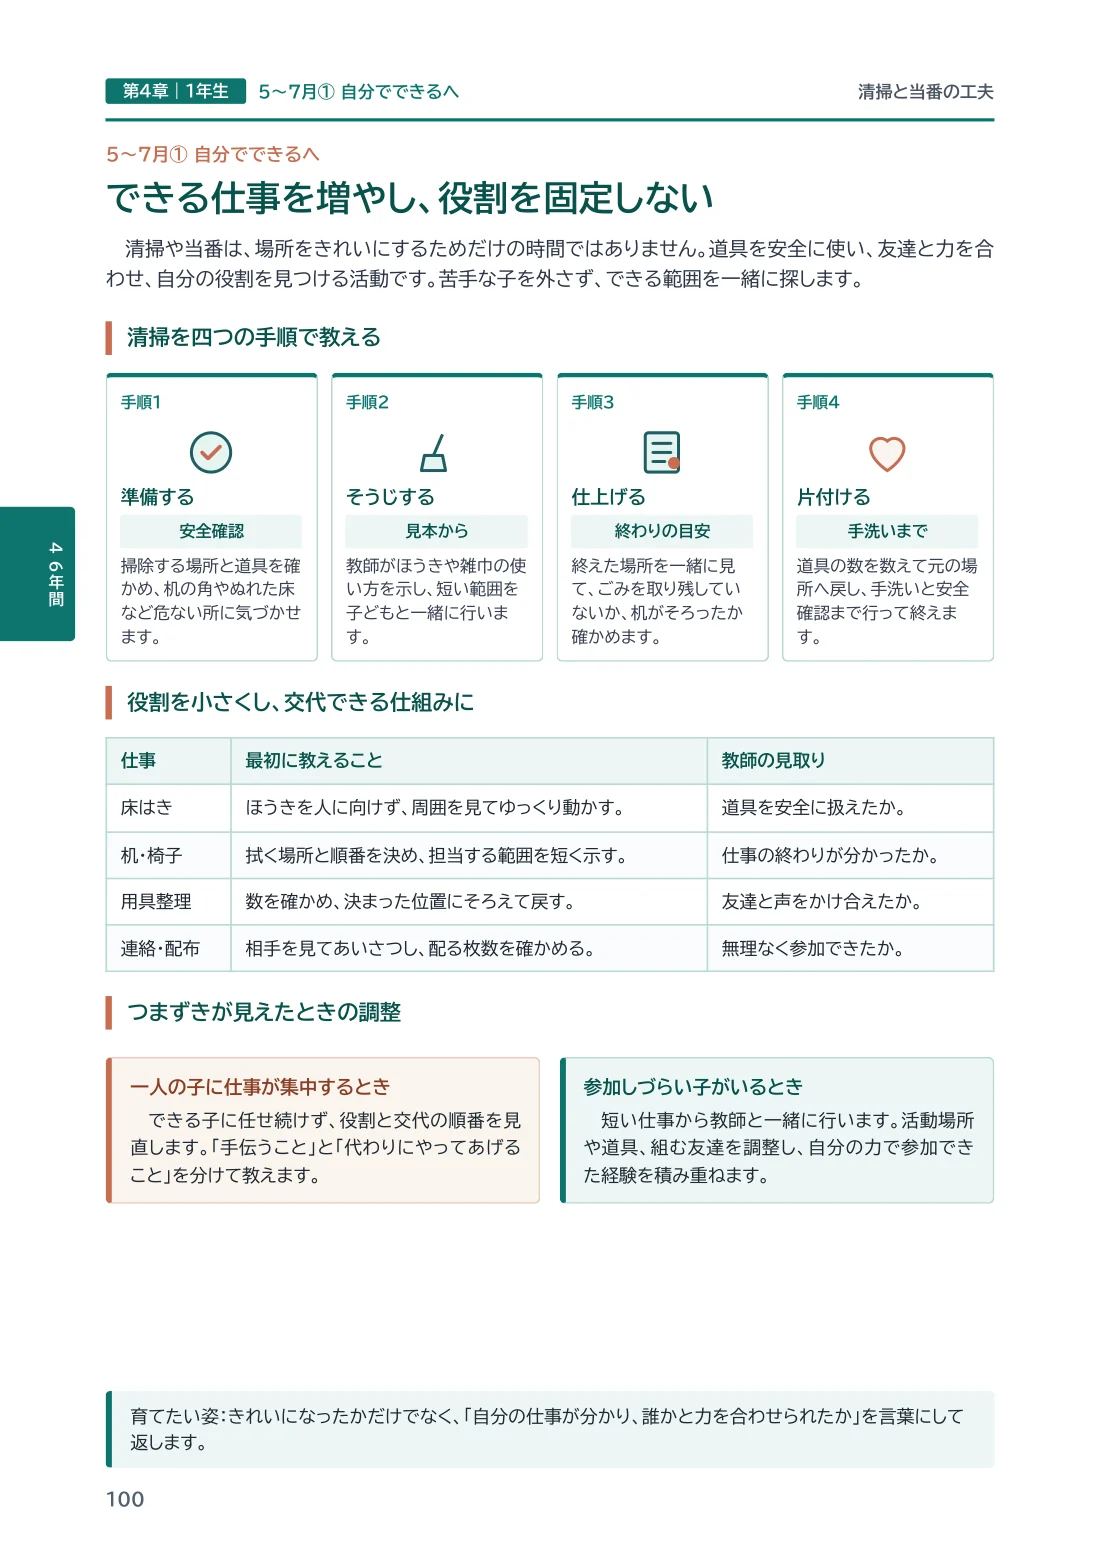 第4章｜1年生 5～7月① 自分でできるへ 清掃と当番の工夫
5～7月① 自分でできるへ
できる仕事を増やし、役割を固定しない
清掃や当番は、場所をきれいにするためだけの時間ではありません。道具を安全に使い、友達と力を合
わせ、自分の役割を見つける活動です。苦手な子を外さず、できる範囲を一緒に探します。
清掃を四つの手順で教える
手順1
準備する
安全確認
掃除する場所と道具を確
かめ、机の角やぬれた床
など危ない所に気づかせ
ます。
手順2
そうじする
見本から
教師がほうきや雑巾の使
い方を示し、短い範囲を
子どもと一緒に行いま
す。
手順3
仕上げる
終わりの目安
終えた場所を一緒に見
て、ごみを取り残してい
ないか、机がそろったか
確かめます。
手順4
片付ける
手洗いまで
道具の数を数えて元の場
所へ戻し、手洗いと安全
確認まで行って終えま
す。
4 6年間
役割を小さくし、交代できる仕組みに
仕事 最初に教えること 教師の見取り
床はき ほうきを人に向けず、周囲を見てゆっくり動かす。 道具を安全に扱えたか。
机・椅子 拭く場所と順番を決め、担当する範囲を短く示す。 仕事の終わりが分かったか。
用具整理 数を確かめ、決まった位置にそろえて戻す。 友達と声をかけ合えたか。
連絡・配布 相手を見てあいさつし、配る枚数を確かめる。 無理なく参加できたか。
つまずきが見えたときの調整
一人の子に仕事が集中するとき
できる子に任せ続けず、役割と交代の順番を見
直します。「手伝うこと」と「代わりにやってあげる
こと」を分けて教えます。
参加しづらい子がいるとき
短い仕事から教師と一緒に行います。活動場所
や道具、組む友達を調整し、自分の力で参加でき
た経験を積み重ねます。
育てたい姿：きれいになったかだけでなく、「自分の仕事が分かり、誰かと力を合わせられたか」を言葉にして
返します。
100